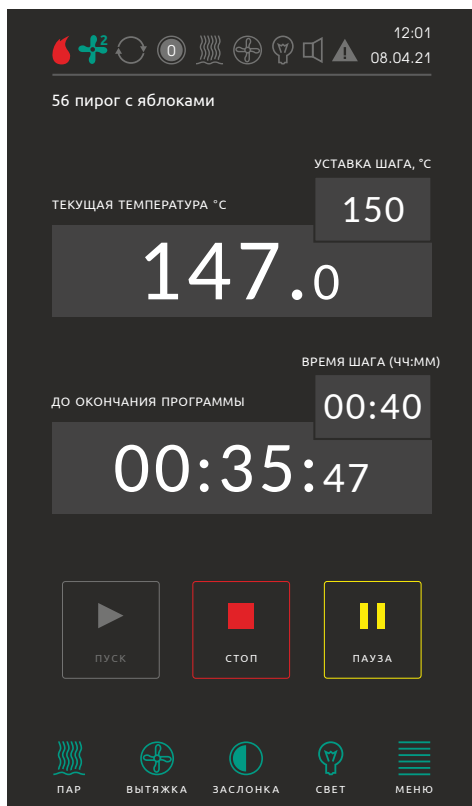 12:01
2
0
08.04.21
56 пирог с яблоками
УСТАВКА ШАГА, °С
ТЕКУЩАЯ ТЕМПЕРАТУРА °С
150
147.0
ВРЕМЯ ШАГА (ЧЧ:ММ)
ДО ОКОНЧАНИЯ ПРОГРАММЫ
00:40
00:35:47
ПУСК
СТОП
ПАУЗА
ПАР
ВЫТЯЖКА
ЗАСЛОНКА
СВЕТ
МЕНЮ